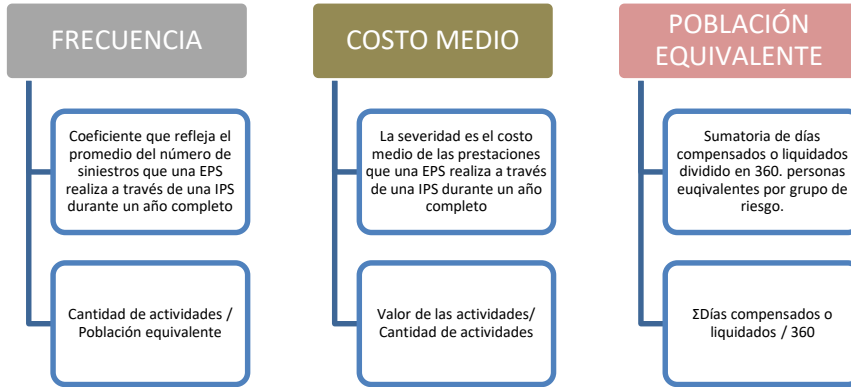 FRECUENCIA
Coeficiente que refleja el
promedio del número de
siniestros que una EPS
realiza a través de una IPS
durante un año completo
Cantidad de actividades /
Población equivalente
COSTO MEDIO
La severidad es el costo
medio de las prestaciones
que una EPS realiza a través
de una IPS durante un año
completo
Valor de las actividades/
Cantidad de actividades
POBLACIÓN
EQUIVALENTE
Sumatoria de días
compensados o liquidados
dividido en 360. personas
euqivalentes por grupo de
riesgo.
ΣDías compensados o
liquidados / 360